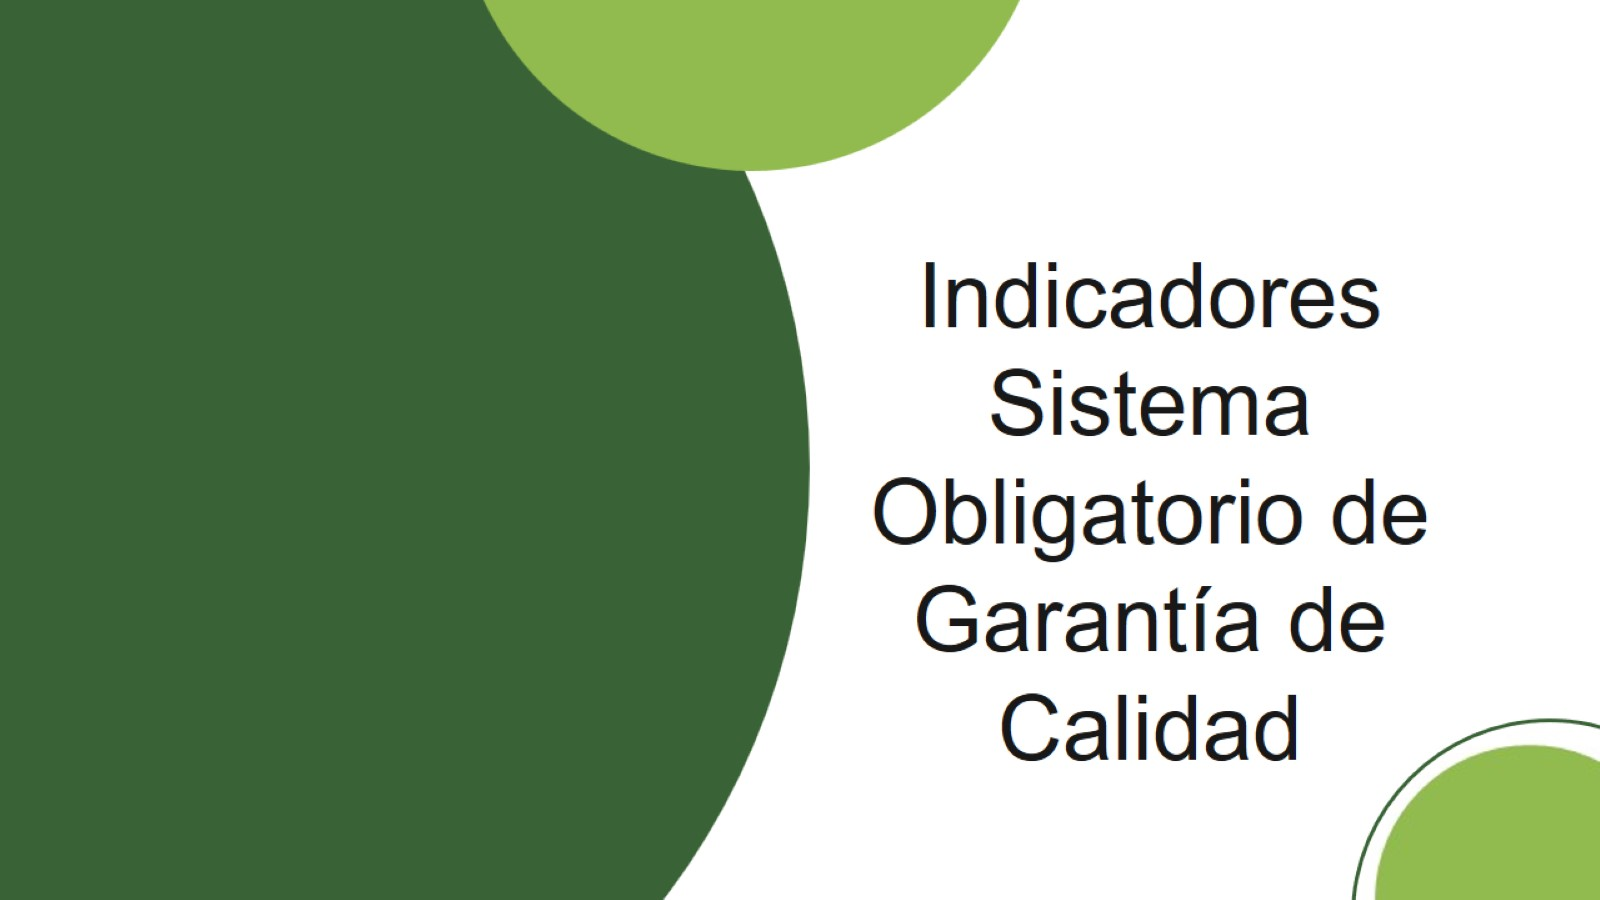 Indicadores
Sistema
Obligatorio de
Garantía de
Calidad